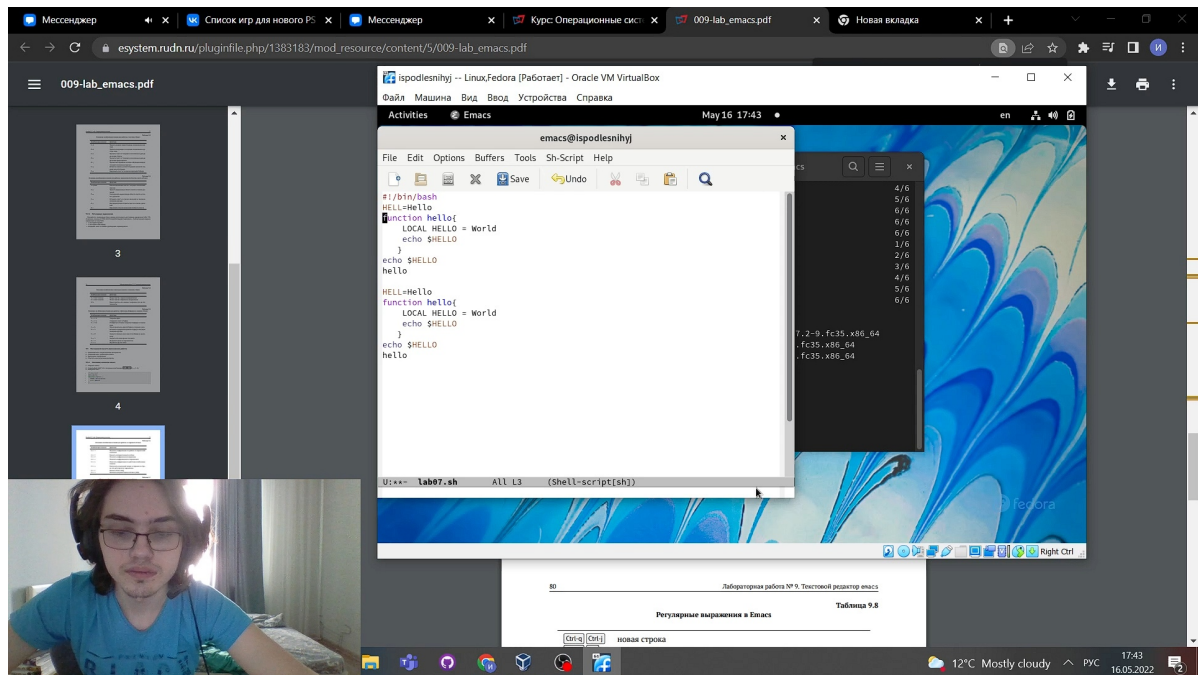 Мессенджер
Список игр для нового PS
Мессенджер
Курс: Операционные сист
009-lab_emacs.pdf
Новая вкладка
esystem.rudn.ru/pluginfile.php/1383183/mod_resource/content/5/009-lab_emacs.pdf
009-lab_emacs.pdf
3
4
ispodlesnihyj -- Linux,Fedora [Работает] - Oracle VM VirtualBox
Файл Машина Вид Ввод Устройства Справка
Activities Emacs May 16 17:43 en
emacs@ispodlesnihyj
File Edit Options Buffers Tools Sh-Script Help
Save Undo
#!/bin/bash
HELL=Hello
function hello{
LOCAL HELLO = World
echo $HELLO
}
echo $HELLO
hello
HELL=Hello
function hello{
LOCAL HELLO = World
echo $HELLO
}
echo $HELLO
hello
U:**- lab07.sh All L3 (Shell-script[sh])
cs
4/6
5/6
6/6
6/6
6/6
1/6
2/6
3/6
4/6
5/6
6/6
7.2-9.fc35.x86_64
.fc35.x86_64
.fc35.x86_64
fedora
Right Ctrl
80 Лабораторная работа № 9. Текстовой редактор emacs
Таблица 9.8
Регулярные выражения в Emacs
Ctrl-q Ctrl-j новая строка
12°C Mostly cloudy РУС
17:43
16.05.2022
2